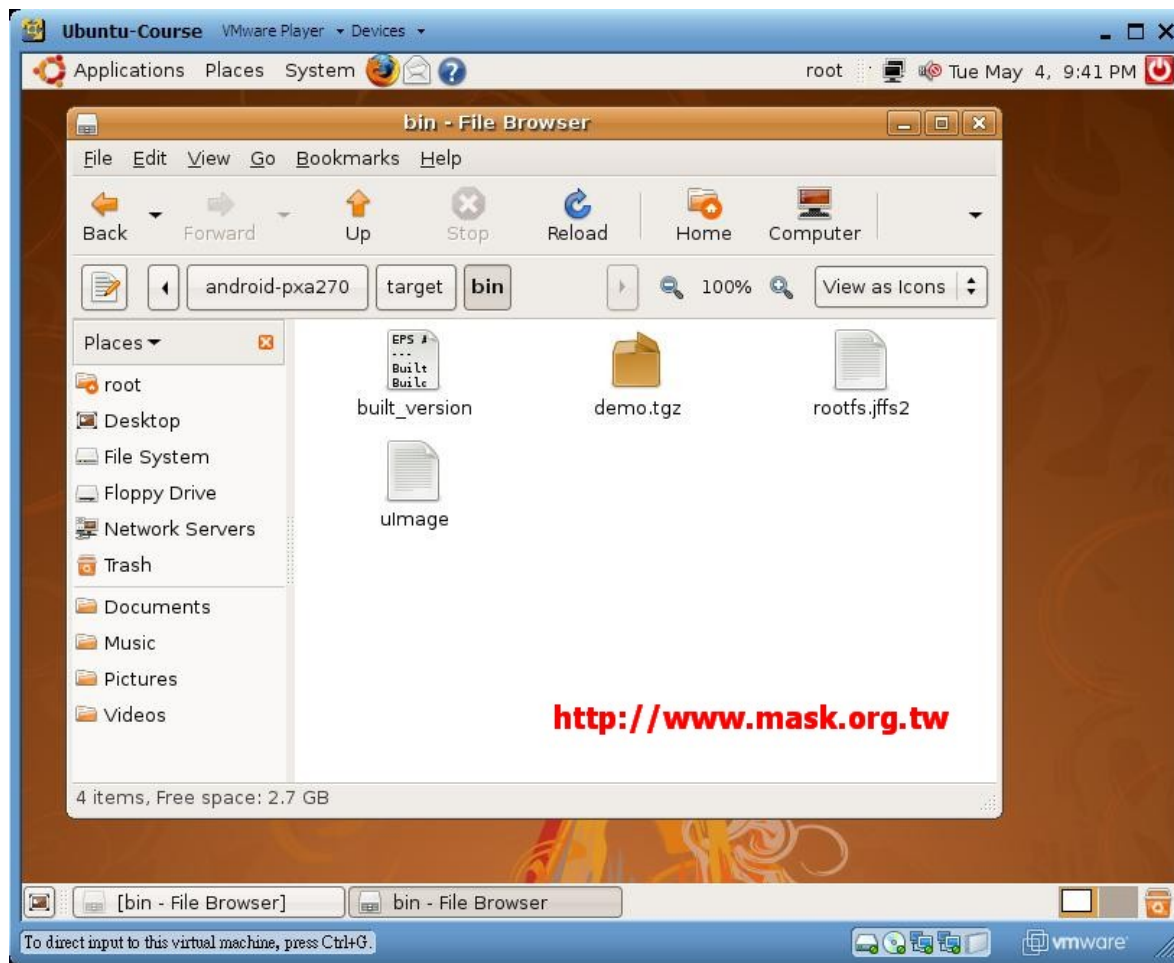 Ubuntu-Course VMware Player Devices
Applications Places System root Tue May 4, 9:41 PM
bin - File Browser
File Edit View Go Bookmarks Help
Back Forward Up Stop Reload Home Computer
android-pxa270 target bin 100% View as Icons
Places
root
Desktop
File System
Floppy Drive
Network Servers
Trash
Documents
Music
Pictures
Videos
EPS
---
Built
Builc
built_version demo.tgz rootfs.jffs2
uImage
http://www.mask.org.tw
4 items, Free space: 2.7 GB
[bin - File Browser] bin - File Browser
To direct input to this virtual machine, press Ctrl+G. vmware